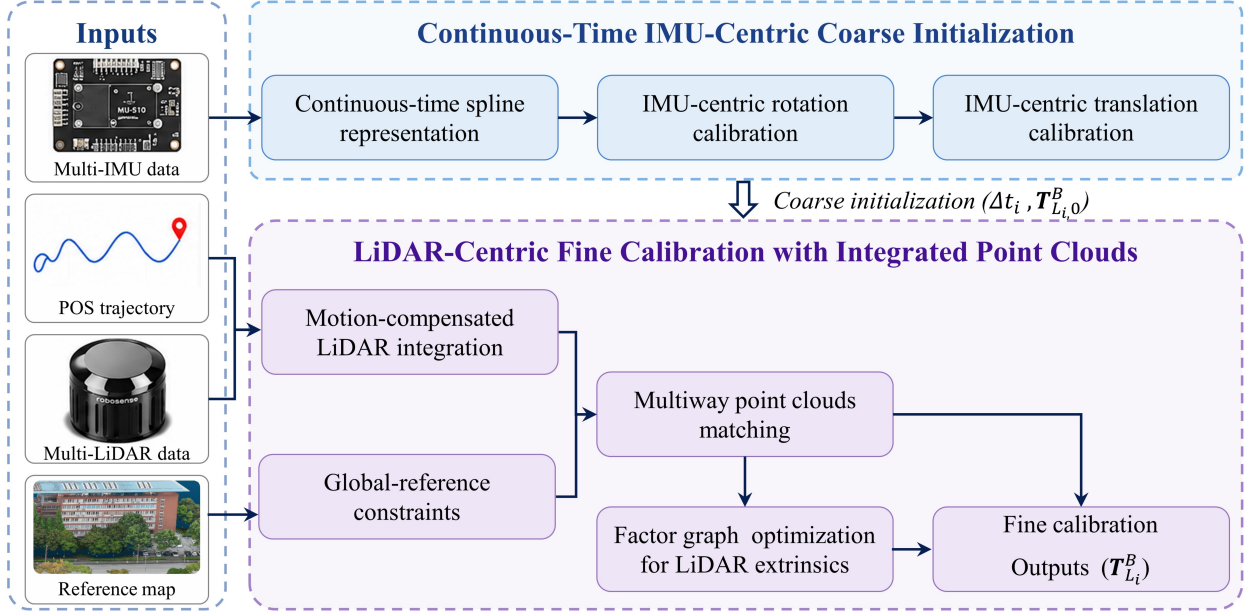 Inputs
MU-510
Multi-IMU data
POS trajectory
robosense
Multi-LiDAR data
Reference map
Continuous-Time IMU-Centric Coarse Initialization
Continuous-time spline
representation
IMU-centric rotation
calibration
IMU-centric translation
calibration
Coarse initialization (Δt_i , T^B_{L_i,0})
LiDAR-Centric Fine Calibration with Integrated Point Clouds
Motion-compensated
LiDAR integration
Global-reference
constraints
Multiway point clouds
matching
Factor graph optimization
for LiDAR extrinsics
Fine calibration
Outputs (T^B_{L_i})